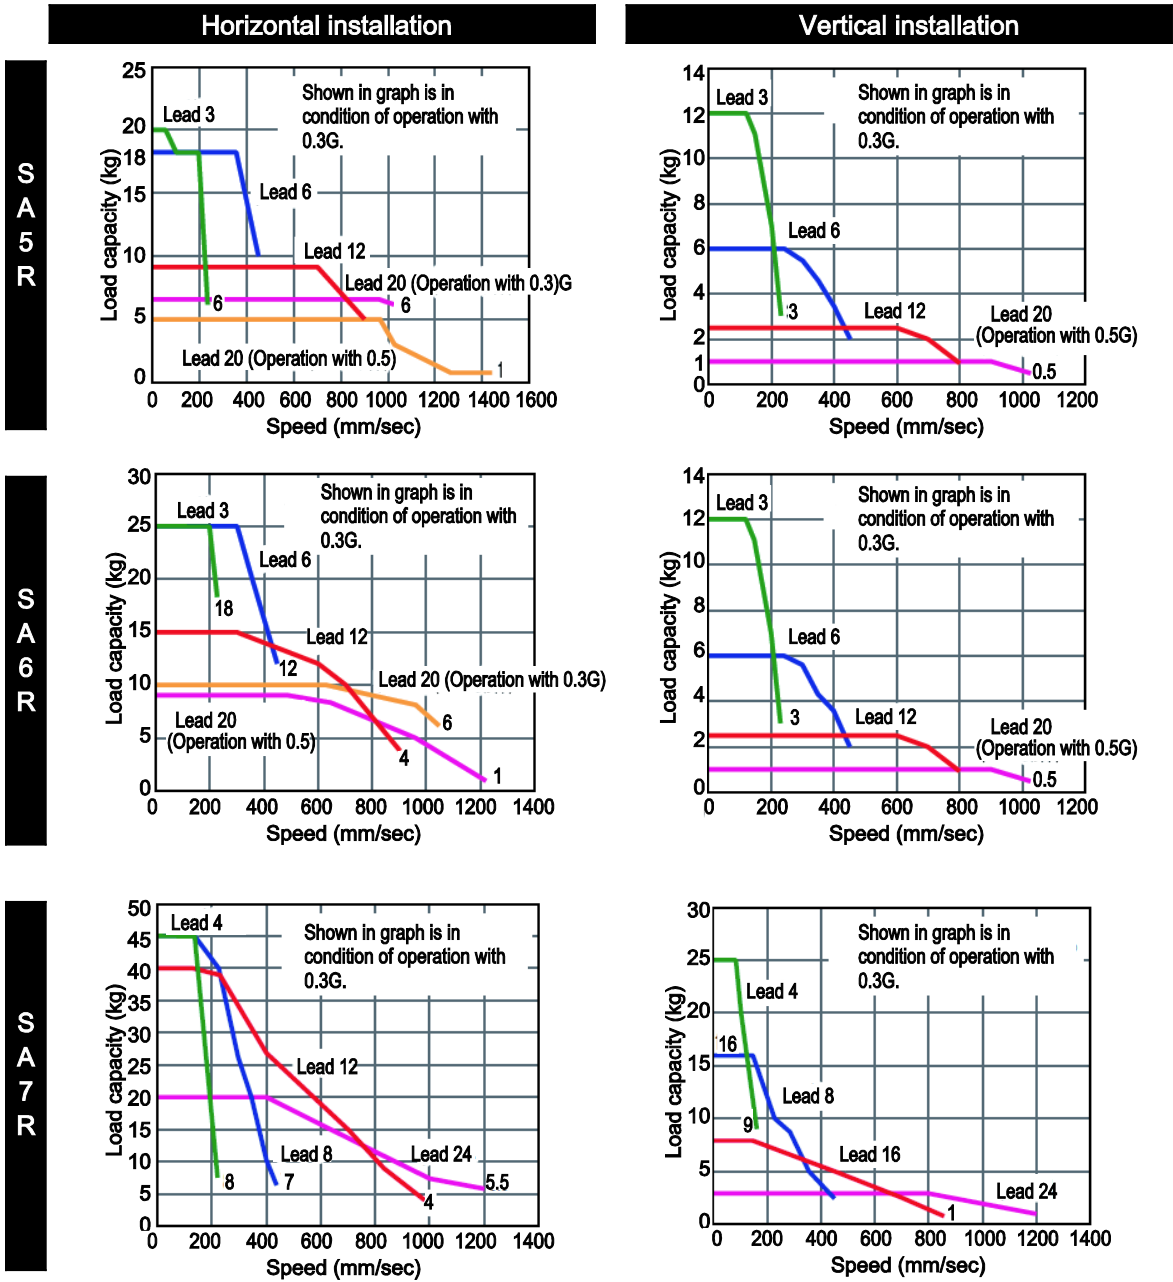 Horizontal installation
Vertical installation
S
A
5
R
Load capacity (kg)
25
20
18
15
10
5
0
Lead 3
Shown in graph is in
condition of operation with
0.3G.
Lead 6
Lead 12
Lead 20 (Operation with 0.3)G
6
6
Lead 20 (Operation with 0.5)
1
0 200 400 600 800 1000 1200 1400 1600
Speed (mm/sec)
Load capacity (kg)
14
12
10
8
6
4
2
1
0
Lead 3
Shown in graph is in
condition of operation with
0.3G.
Lead 6
3
Lead 12
Lead 20
(Operation with 0.5G)
0.5
0 200 400 600 800 1000 1200
Speed (mm/sec)
S
A
6
R
Load capacity (kg)
30
25
20
15
10
5
0
Lead 3
Shown in graph is in
condition of operation with
0.3G.
Lead 6
18
Lead 12
12
Lead 20 (Operation with 0.3G)
Lead 20
(Operation with 0.5)
6
4
1
0 200 400 600 800 1000 1200 1400
Speed (mm/sec)
Load capacity (kg)
14
12
10
8
6
4
2
0
Lead 3
Shown in graph is in
condition of operation with
0.3G.
Lead 6
3
Lead 12
Lead 20
(Operation with 0.5G)
0.5
0 200 400 600 800 1000 1200
Speed (mm/sec)
S
A
7
R
Load capacity (kg)
50
45
40
35
30
25
20
15
10
5
0
Lead 4
Shown in graph is in
condition of operation with
0.3G.
Lead 12
Lead 8
Lead 24
8
7
5.5
4
0 200 400 600 800 1000 1200 1400
Speed (mm/sec)
Load capacity (kg)
30
25
20
15
10
5
0
Shown in graph is in
condition of operation with
0.3G.
Lead 4
16
Lead 8
9
Lead 16
Lead 24
1
0 200 400 600 800 1000 1200 1400
Speed (mm/sec)